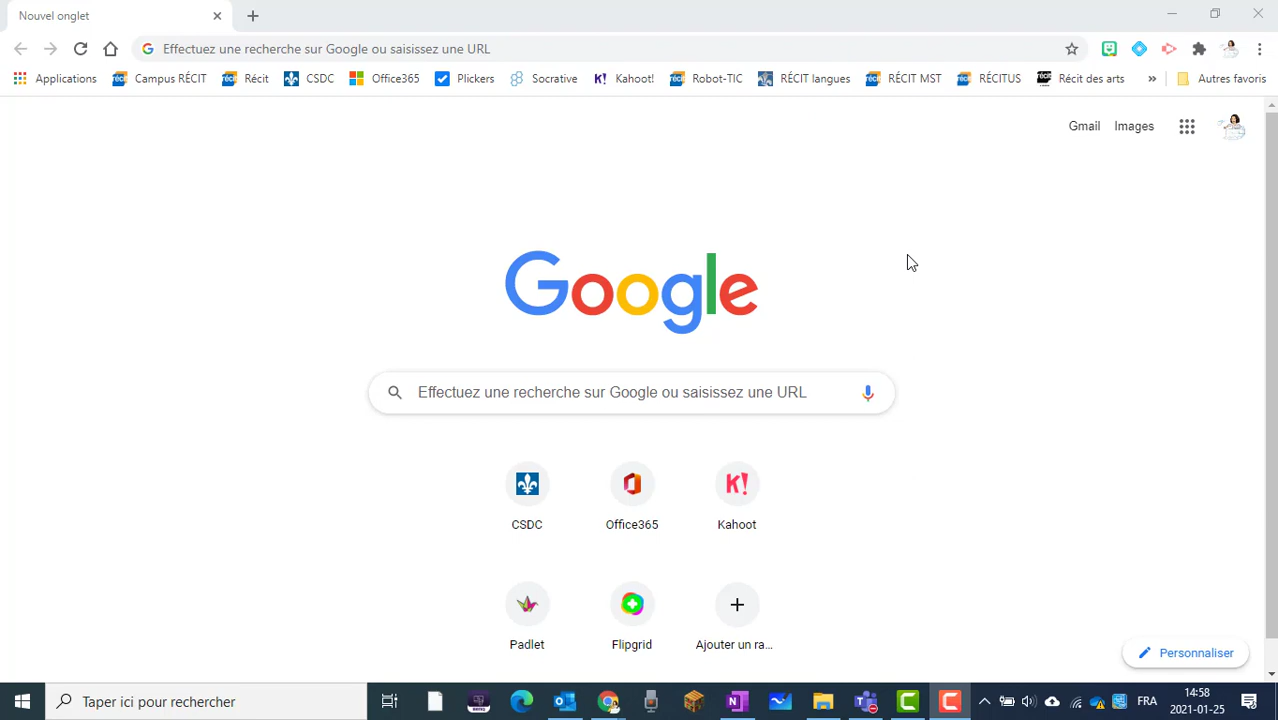 Nouvel onglet
Effectuez une recherche sur Google ou saisissez une URL
Applications Campus RÉCIT Récit CSDC Office365 Plickers Socrative Kahoot! Robot-TIC RÉCIT langues RÉCIT MST RÉCITUS Récit des arts » Autres favoris
Gmail Images
Google
Effectuez une recherche sur Google ou saisissez une URL
CSDC Office365 Kahoot
Padlet Flipgrid Ajouter un ra...
Personnaliser
Taper ici pour rechercher
FRA
14:58
2021-01-25